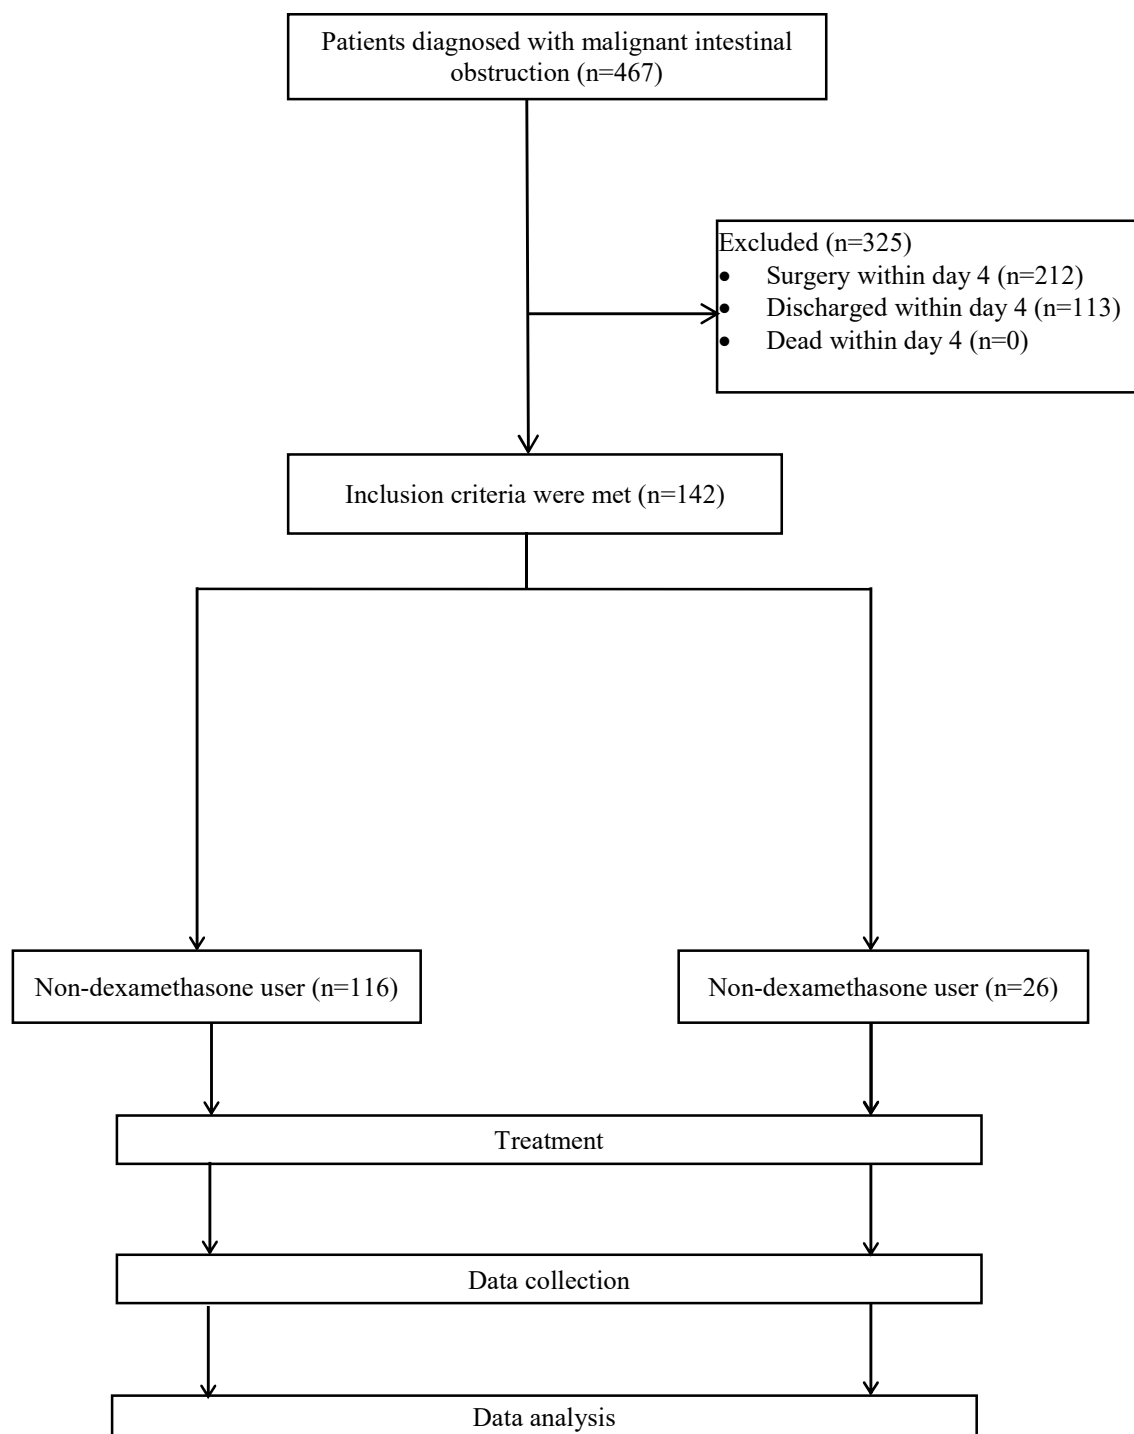 Patients diagnosed with malignant intestinal
obstruction (n=467)
Excluded (n=325)
• Surgery within day 4 (n=212)
• Discharged within day 4 (n=113)
• Dead within day 4 (n=0)
Inclusion criteria were met (n=142)
Non-dexamethasone user (n=116)
Non-dexamethasone user (n=26)
Treatment
Data collection
Data analysis